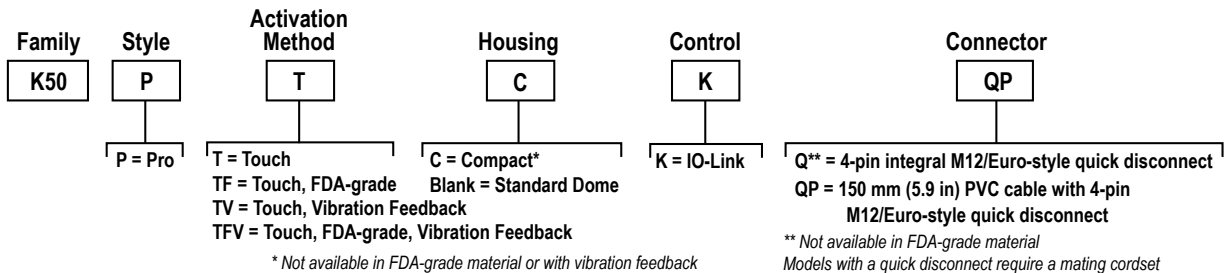 Family
K50
Style
P
P = Pro
Activation
Method
T
T = Touch
TF = Touch, FDA-grade
TV = Touch, Vibration Feedback
TFV = Touch, FDA-grade, Vibration Feedback
Housing
C
C = Compact*
Blank = Standard Dome
* Not available in FDA-grade material or with vibration feedback
Control
K
K = IO-Link
Connector
QP
Q** = 4-pin integral M12/Euro-style quick disconnect
QP = 150 mm (5.9 in) PVC cable with 4-pin
M12/Euro-style quick disconnect
** Not available in FDA-grade material
Models with a quick disconnect require a mating cordset